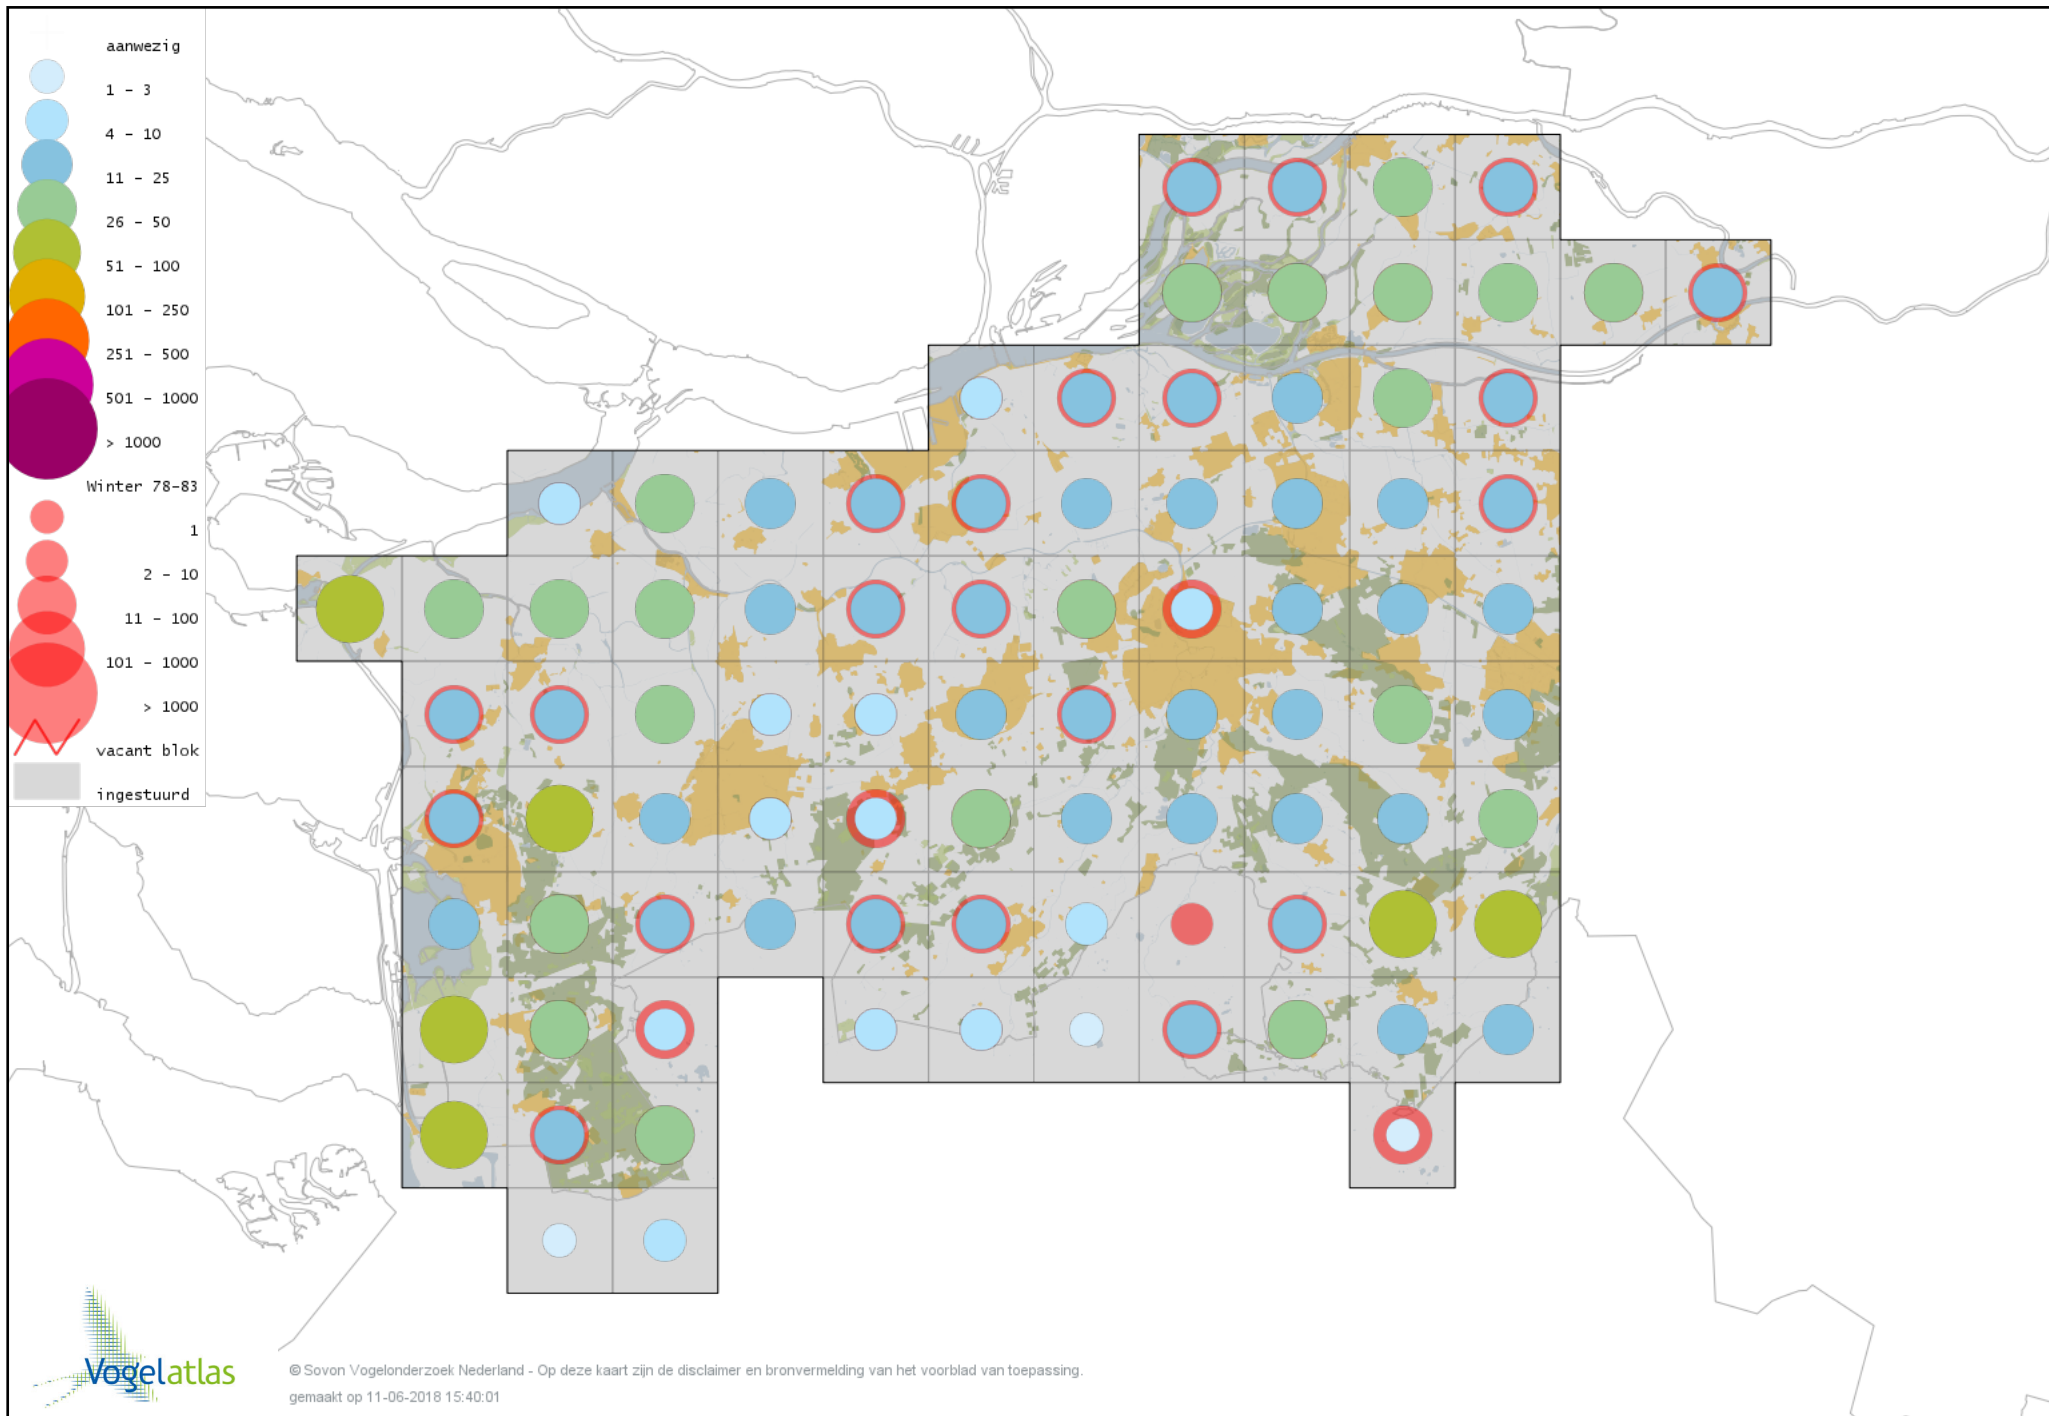 aanwezig
1 - 3
4 - 10
11 - 25
26 - 50
51 - 100
101 - 250
251 - 500
501 - 1000
> 1000
Winter 78-83
1
2 - 10
11 - 100
101 - 1000
> 1000
vacant blok
ingestuurd
Vogelatlas
© Sovon Vogelonderzoek Nederland - Op deze kaart zijn de disclaimer en bronvermelding van het voorblad van toepassing.
gemaakt op 11-06-2018 15:40:01